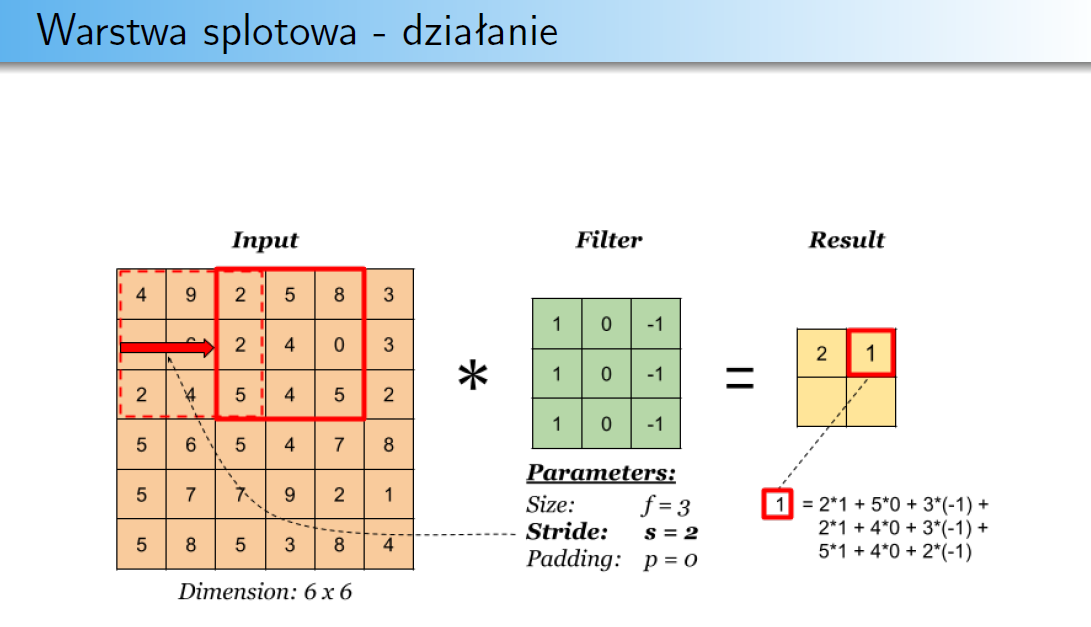 Warstwa splotowa - działanie
Input
Filter
Result
4 9 2 5 8 3
2 4 0 3
2 4 5 4 5 2
5 6 5 4 7 8
5 7 7 9 2 1
5 8 5 3 8 4
Dimension: 6 x 6
*
1 0 -1
1 0 -1
1 0 -1
=
2 1
Parameters:
Size: f = 3
Stride: s = 2
Padding: p = 0
1 = 2*1 + 5*0 + 3*(-1) +
2*1 + 4*0 + 3*(-1) +
5*1 + 4*0 + 2*(-1)